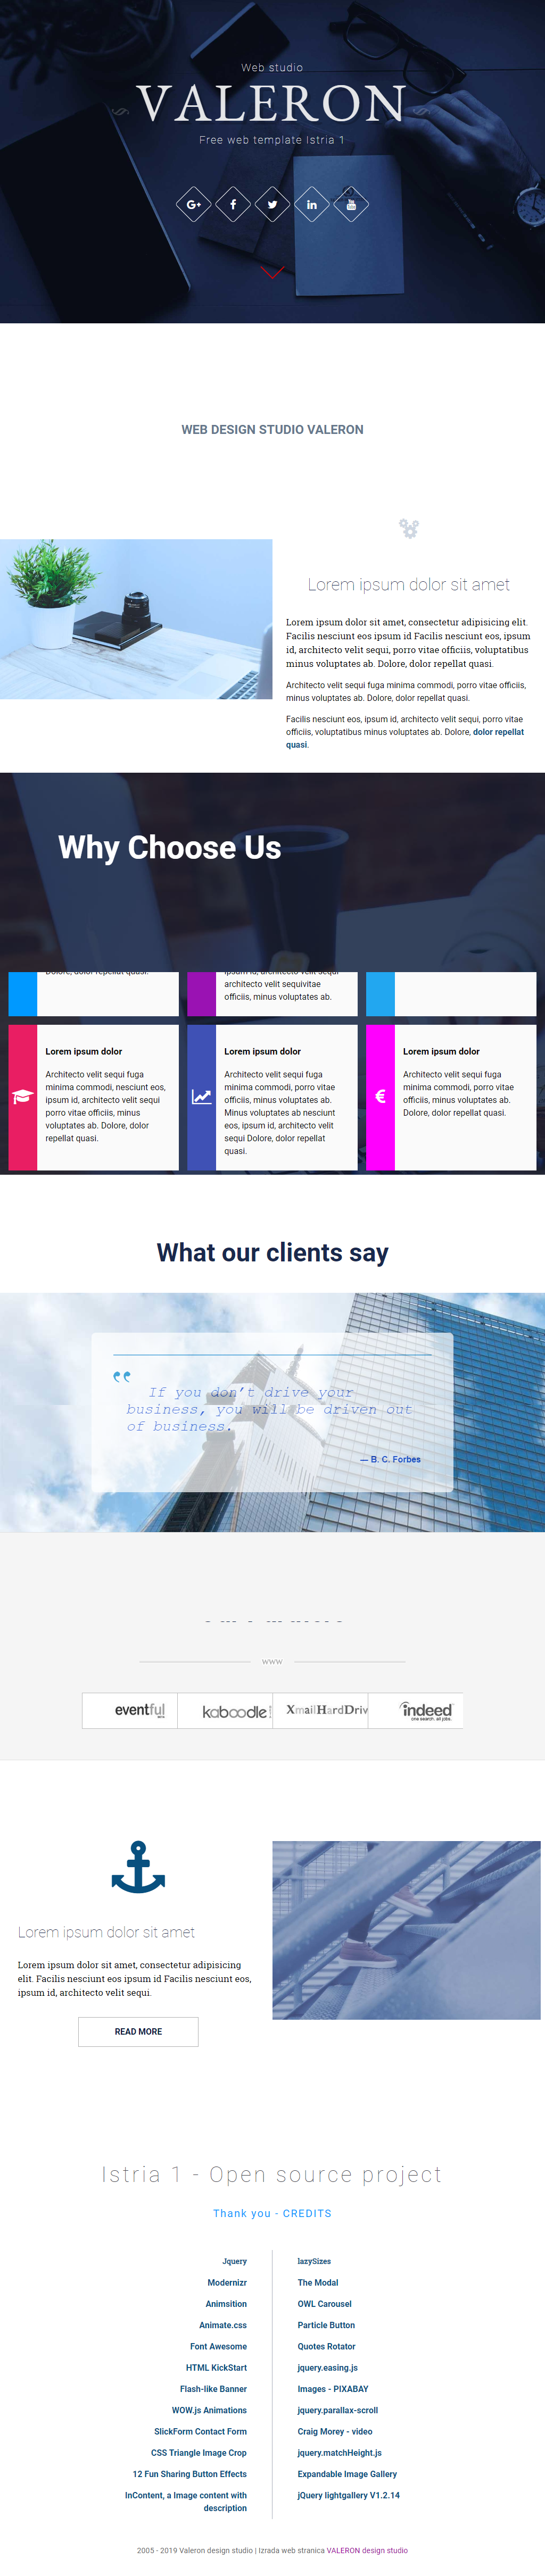 Web studio
VALERON
Free web template Istria 1
WEB DESIGN STUDIO VALERON
Lorem ipsum dolor sit amet
Lorem ipsum dolor sit amet, consectetur adipisicing elit.
Facilis nesciunt eos ipsum id Facilis nesciunt eos, ipsum
id, architecto velit sequi, porro vitae officiis, voluptatibus
minus voluptates ab. Dolore, dolor repellat quasi.
Architecto velit sequi fuga minima commodi, porro vitae officiis,
minus voluptates ab. Dolore, dolor repellat quasi.
Facilis nesciunt eos, ipsum id, architecto velit sequi, porro vitae
officiis, voluptatibus minus voluptates ab. Dolore, dolor repellat
quasi.
Why Choose Us
Dolore, dolor repellat quasi.
ipsum id, architecto velit sequi
architecto velit sequivitae
officiis, minus voluptates ab.
Lorem ipsum dolor
Architecto velit sequi fuga
minima commodi, nesciunt eos,
ipsum id, architecto velit sequi
porro vitae officiis, minus
voluptates ab. Dolore, dolor
repellat quasi.
Lorem ipsum dolor
Architecto velit sequi fuga
minima commodi, porro vitae
officiis, minus voluptates ab.
Minus voluptates ab nesciunt
eos, ipsum id, architecto velit
sequi Dolore, dolor repellat
quasi.
Lorem ipsum dolor
Architecto velit sequi fuga
minima commodi, porro vitae
officiis, minus voluptates ab.
Dolore, dolor repellat quasi.
What our clients say
If you don't drive your
business, you will be driven out
of business.
— B. C. Forbes
www
eventful
kaboodle
XmailHardDriv
indeed
one search. all jobs.
Lorem ipsum dolor sit amet
Lorem ipsum dolor sit amet, consectetur adipisicing
elit. Facilis nesciunt eos ipsum id Facilis nesciunt eos,
ipsum id, architecto velit sequi.
READ MORE
Istria 1 - Open source project
Thank you - CREDITS
Jquery
Modernizr
Animsition
Animate.css
Font Awesome
HTML KickStart
Flash-like Banner
WOW.js Animations
SlickForm Contact Form
CSS Triangle Image Crop
12 Fun Sharing Button Effects
InContent, a Image content with
description
lazySizes
The Modal
OWL Carousel
Particle Button
Quotes Rotator
jquery.easing.js
Images - PIXABAY
jquery.parallax-scroll
Craig Morey - video
jquery.matchHeight.js
Expandable Image Gallery
jQuery lightgallery V1.2.14
2005 - 2019 Valeron design studio | Izrada web stranica VALERON design studio